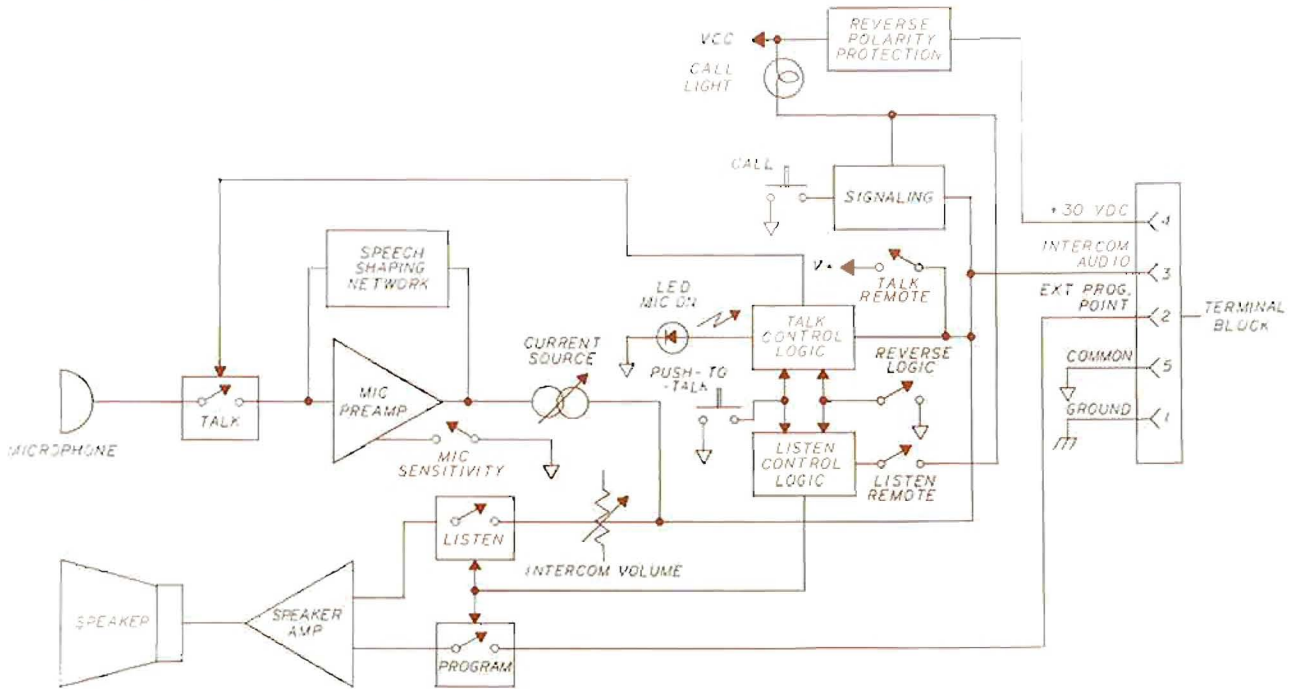 REVERSE
POLARITY
PROTECTION
VCC
CALL
LIGHT
CALL
SIGNALING
+30 VDC
4
INTERCOM
AUDIO
3
EXT PROG.
POINT
2
TERMINAL
BLOCK
COMMON
5
GROUND
1
SPEECH
SHAPING
NETWORK
V+
TALK
REMOTE
LED
MIC ON
TALK
CONTROL
LOGIC
CURRENT
SOURCE
PUSH-TO
-TALK
REVERSE
LOGIC
MIC
PREAMP
TALK
MICROPHONE
MIC
SENSITIVITY
LISTEN
CONTROL
LOGIC
LISTEN
REMOTE
LISTEN
INTERCOM VOLUME
SPEAKER
SPEAKER
AMP
PROGRAM